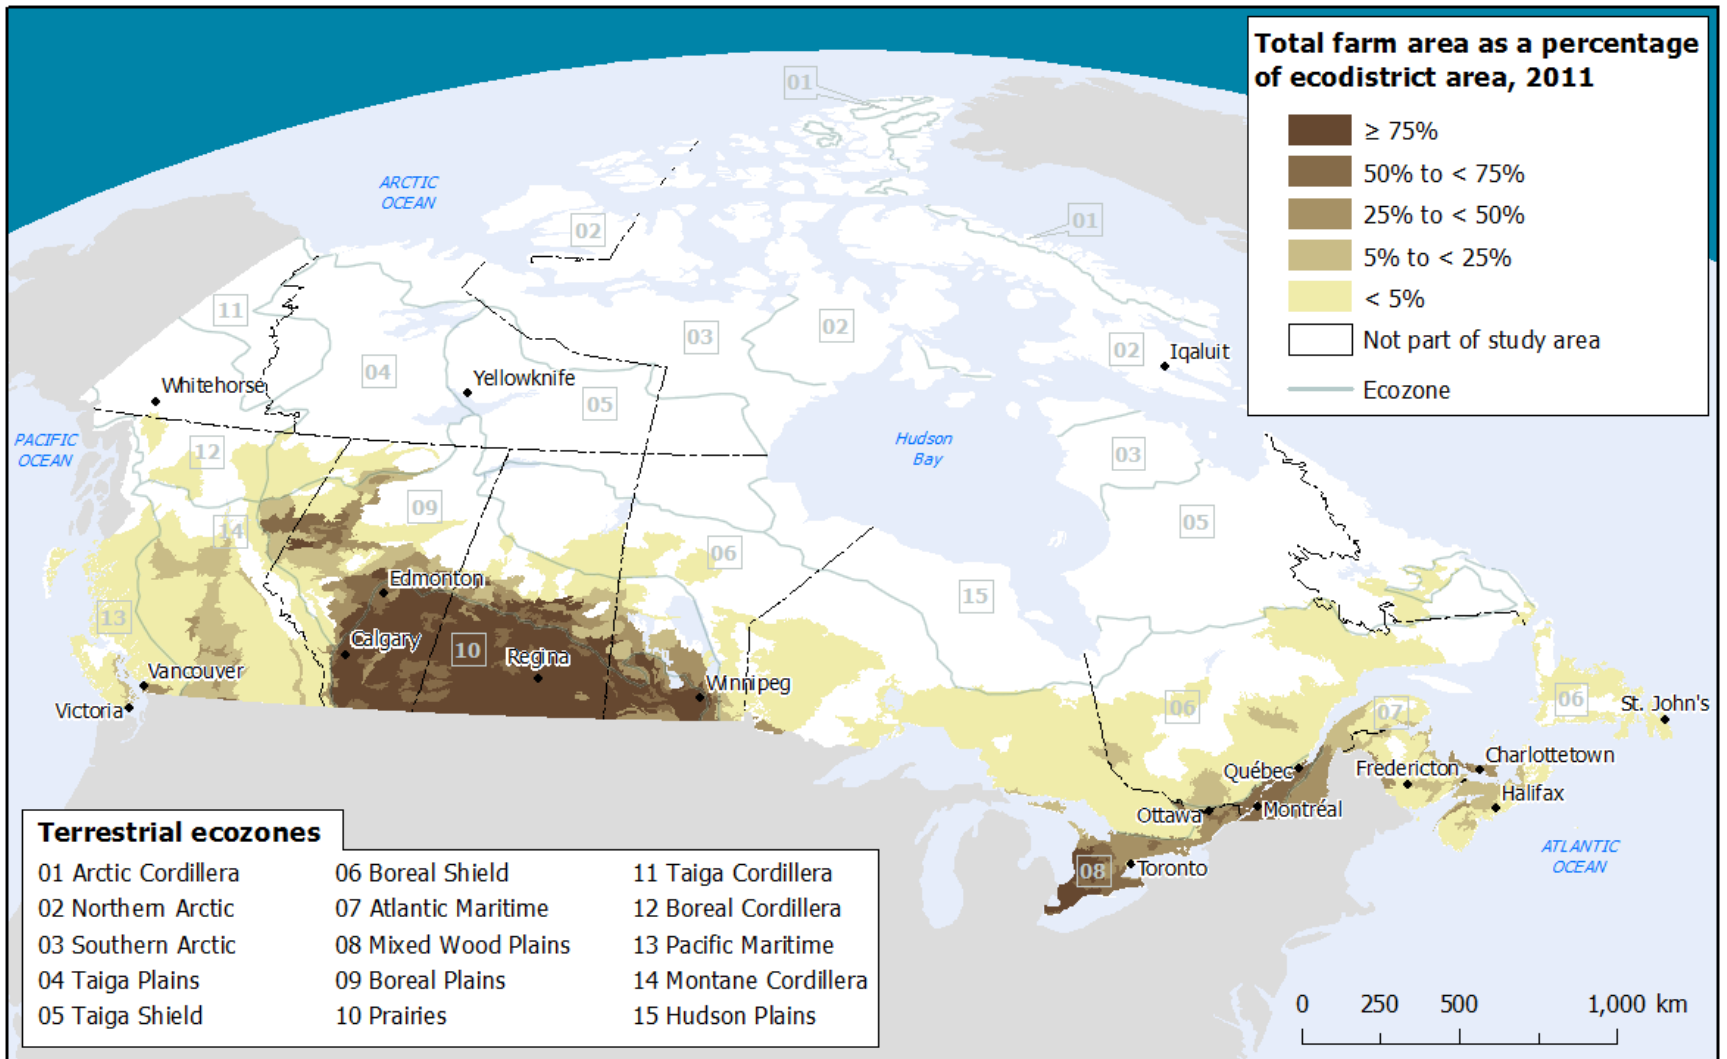 Total farm area as a percentage
of ecodistrict area, 2011
≥ 75%
50% to < 75%
25% to < 50%
5% to < 25%
< 5%
Not part of study area
Ecozone
01
ARCTIC
OCEAN
02
01
11
03
02
04
02
Iqaluit
Whitehorse
Yellowknife
05
PACIFIC
OCEAN
12
Hudson
Bay
03
09
05
14
06
Edmonton
15
13
Calgary
10
Regina
Vancouver
Winnipeg
Victoria
06
07
06
St. John's
Québec
Fredericton
Charlottetown
Halifax
Ottawa
Montréal
08
Toronto
ATLANTIC
OCEAN
Terrestrial ecozones
01 Arctic Cordillera
02 Northern Arctic
03 Southern Arctic
04 Taiga Plains
05 Taiga Shield
06 Boreal Shield
07 Atlantic Maritime
08 Mixed Wood Plains
09 Boreal Plains
10 Prairies
11 Taiga Cordillera
12 Boreal Cordillera
13 Pacific Maritime
14 Montane Cordillera
15 Hudson Plains
0 250 500 1,000 km